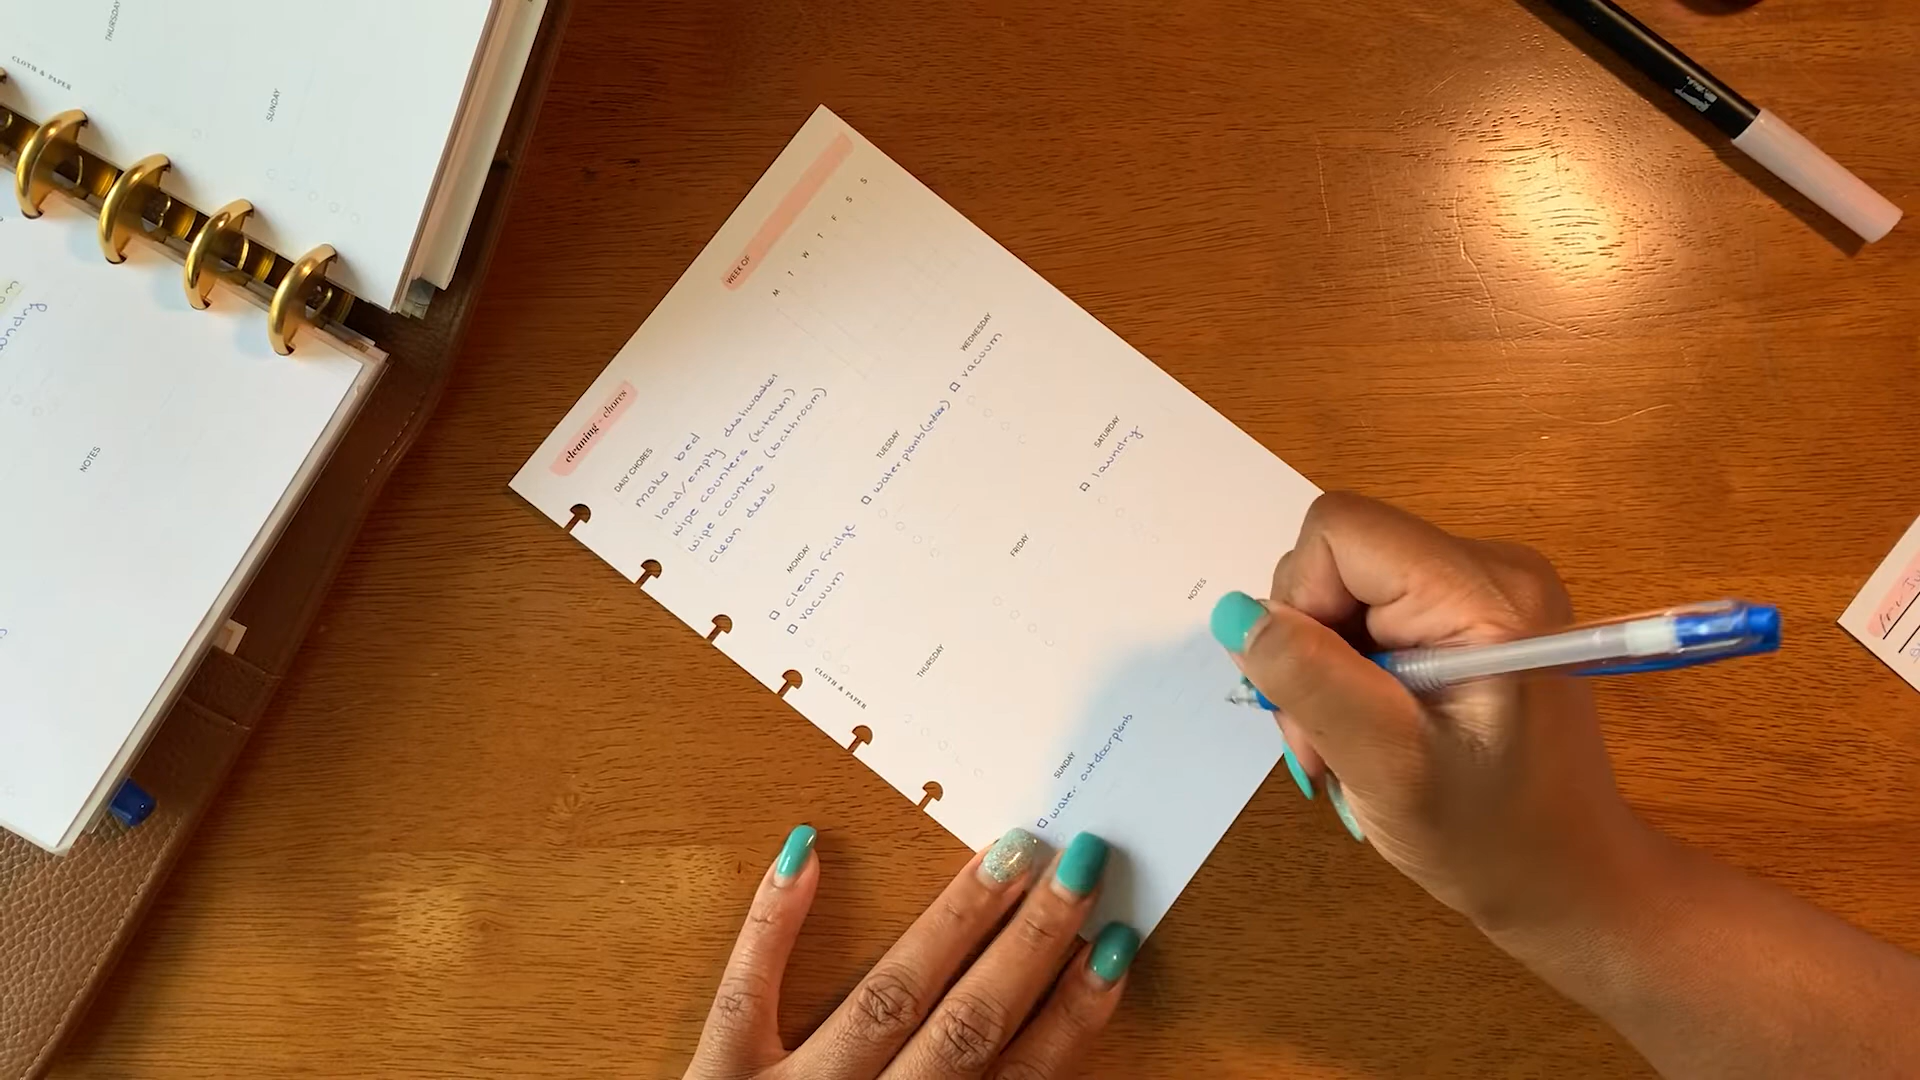 THURSDAY
CLOTH & PAPER
SUNDAY
NOTES
WEEK OF
M T W T F S S
cleaning + chores
DAILY CHORES
make bed
load/empty dishwasher
wipe counters (kitchen)
wipe counters (bathroom)
clean desk
MONDAY
clean fridge
vacuum
TUESDAY
water plants (indoor)
WEDNESDAY
vacuum
THURSDAY
FRIDAY
SATURDAY
laundry
SUNDAY
water outdoor plants
NOTES
CLOTH & PAPER